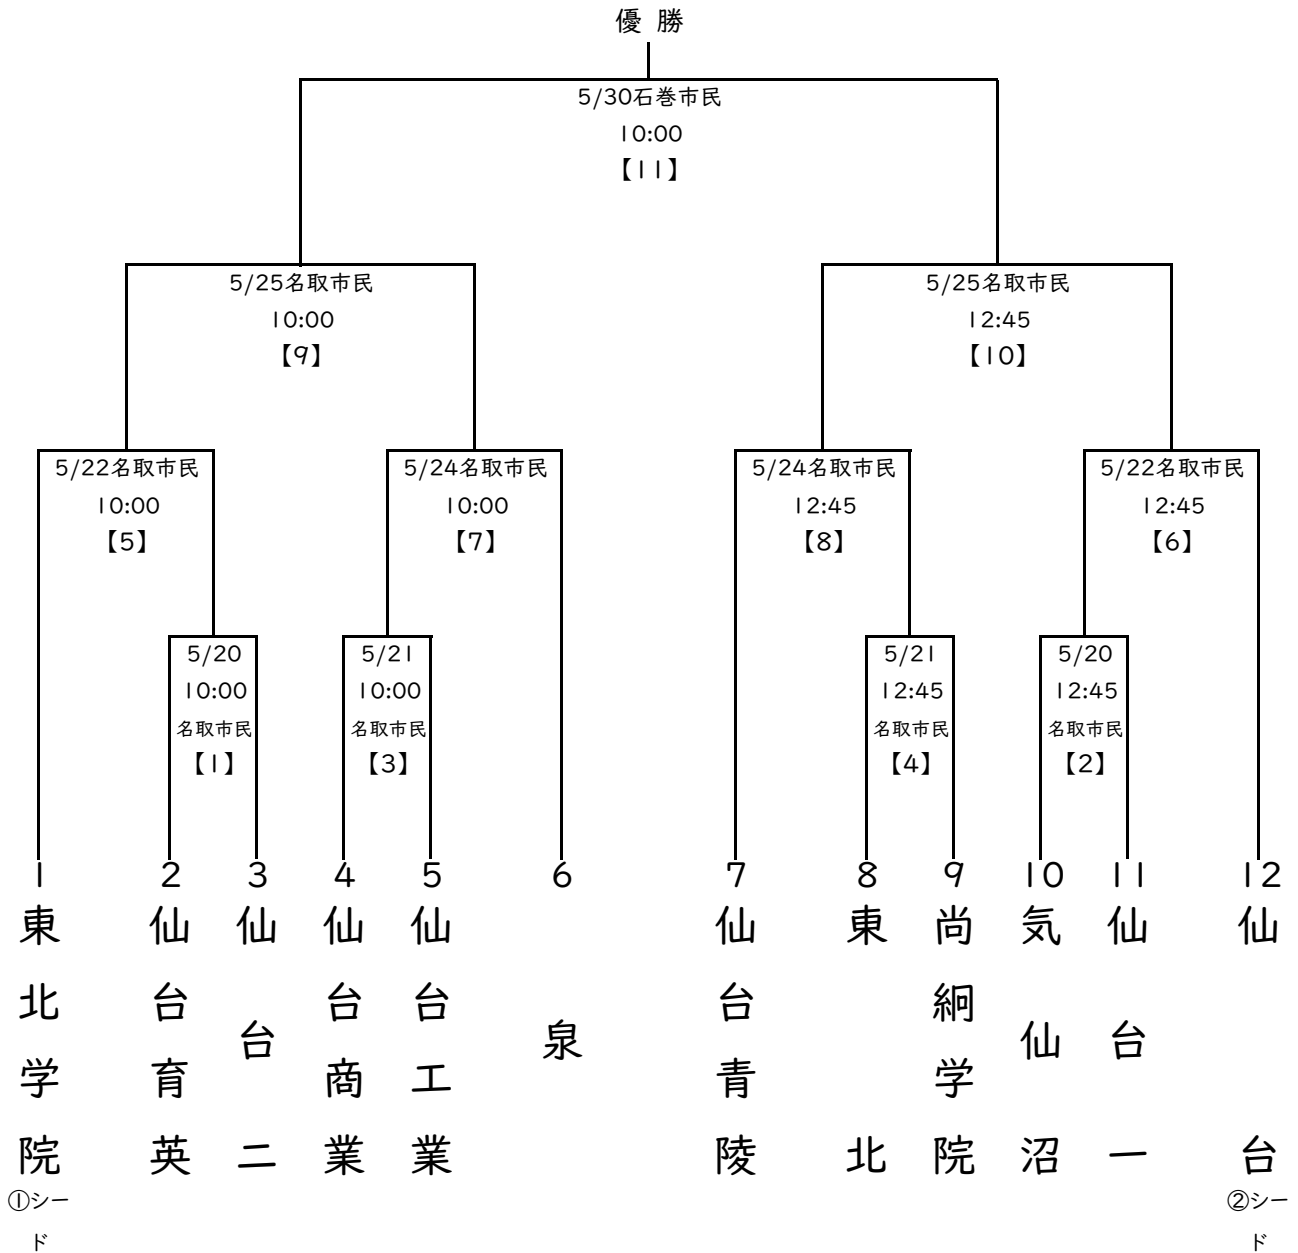 優 勝
5/30石巻市民
10:00
【11】
5/25名取市民
10:00
【9】
5/25名取市民
12:45
【10】
5/22名取市民
10:00
【5】
5/24名取市民
10:00
【7】
5/24名取市民
12:45
【8】
5/22名取市民
12:45
【6】
5/20
10:00
名取市民
【1】
5/21
10:00
名取市民
【3】
5/21
12:45
名取市民
【4】
5/20
12:45
名取市民
【2】
1
東北学院
①シー
ド
2
仙台育英
3
仙台二
4
仙台商業
5
仙台工業
6
泉
7
仙台青陵
8
東北
9
尚絅学院
10
気仙沼
11
仙台一
12
仙台
②シー
ド